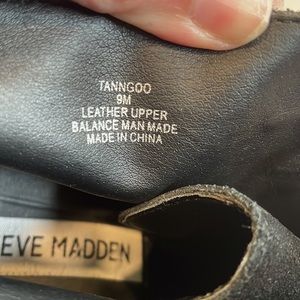 TANNGOO
9M
LEATHER UPPER
BALANCE MAN MADE
MADE IN CHINA
EVE MADDEN